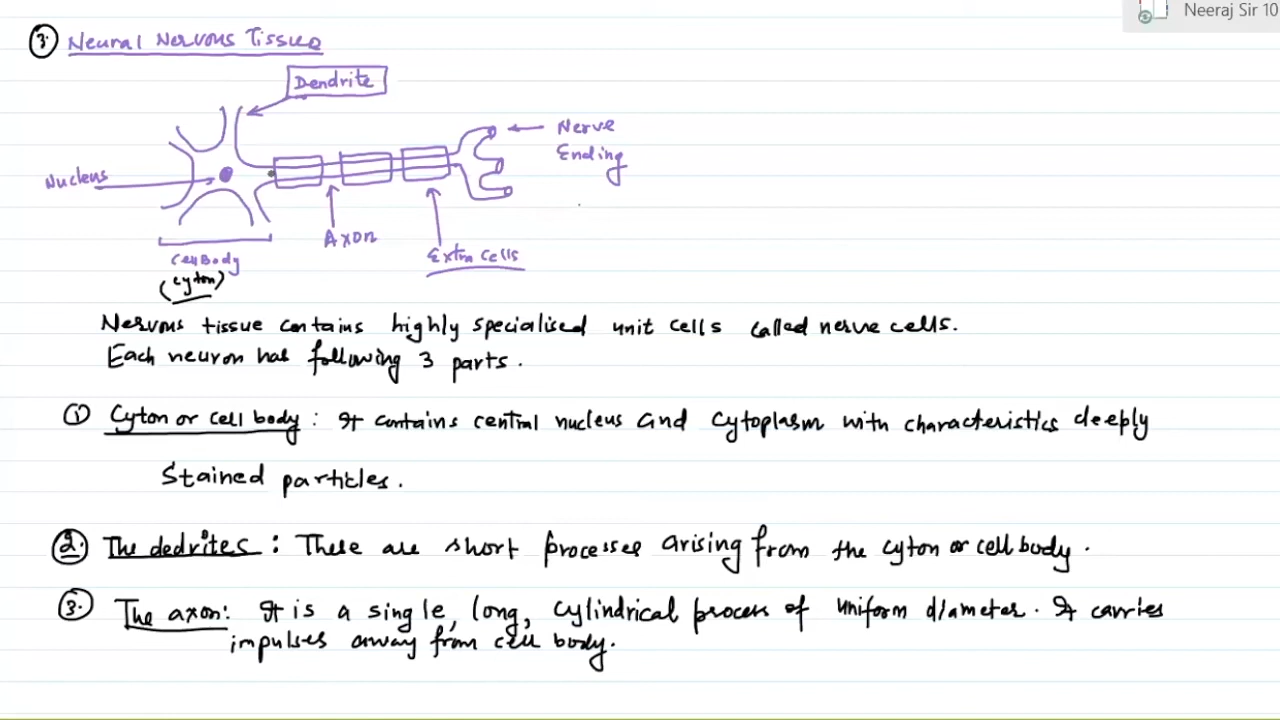 Neeraj Sir 10
3. Neural Nervous Tissue
Dendrite
Nerve
Ending
Nucleus
Axon
Extra cells
Cell Body
(Cyton)
Nervous tissue contains highly specialised unit cells called nerve cells.
Each neuron has following 3 parts.
① Cyton or cell body : It contains central nucleus and cytoplasm with characteristics deeply
Stained particles.
2. The dedrites : These are short processes arising from the cyton or cell body.
3. The axon: It is a single, long, cylindrical process of uniform diameter. It carries
impulses away from cell body.